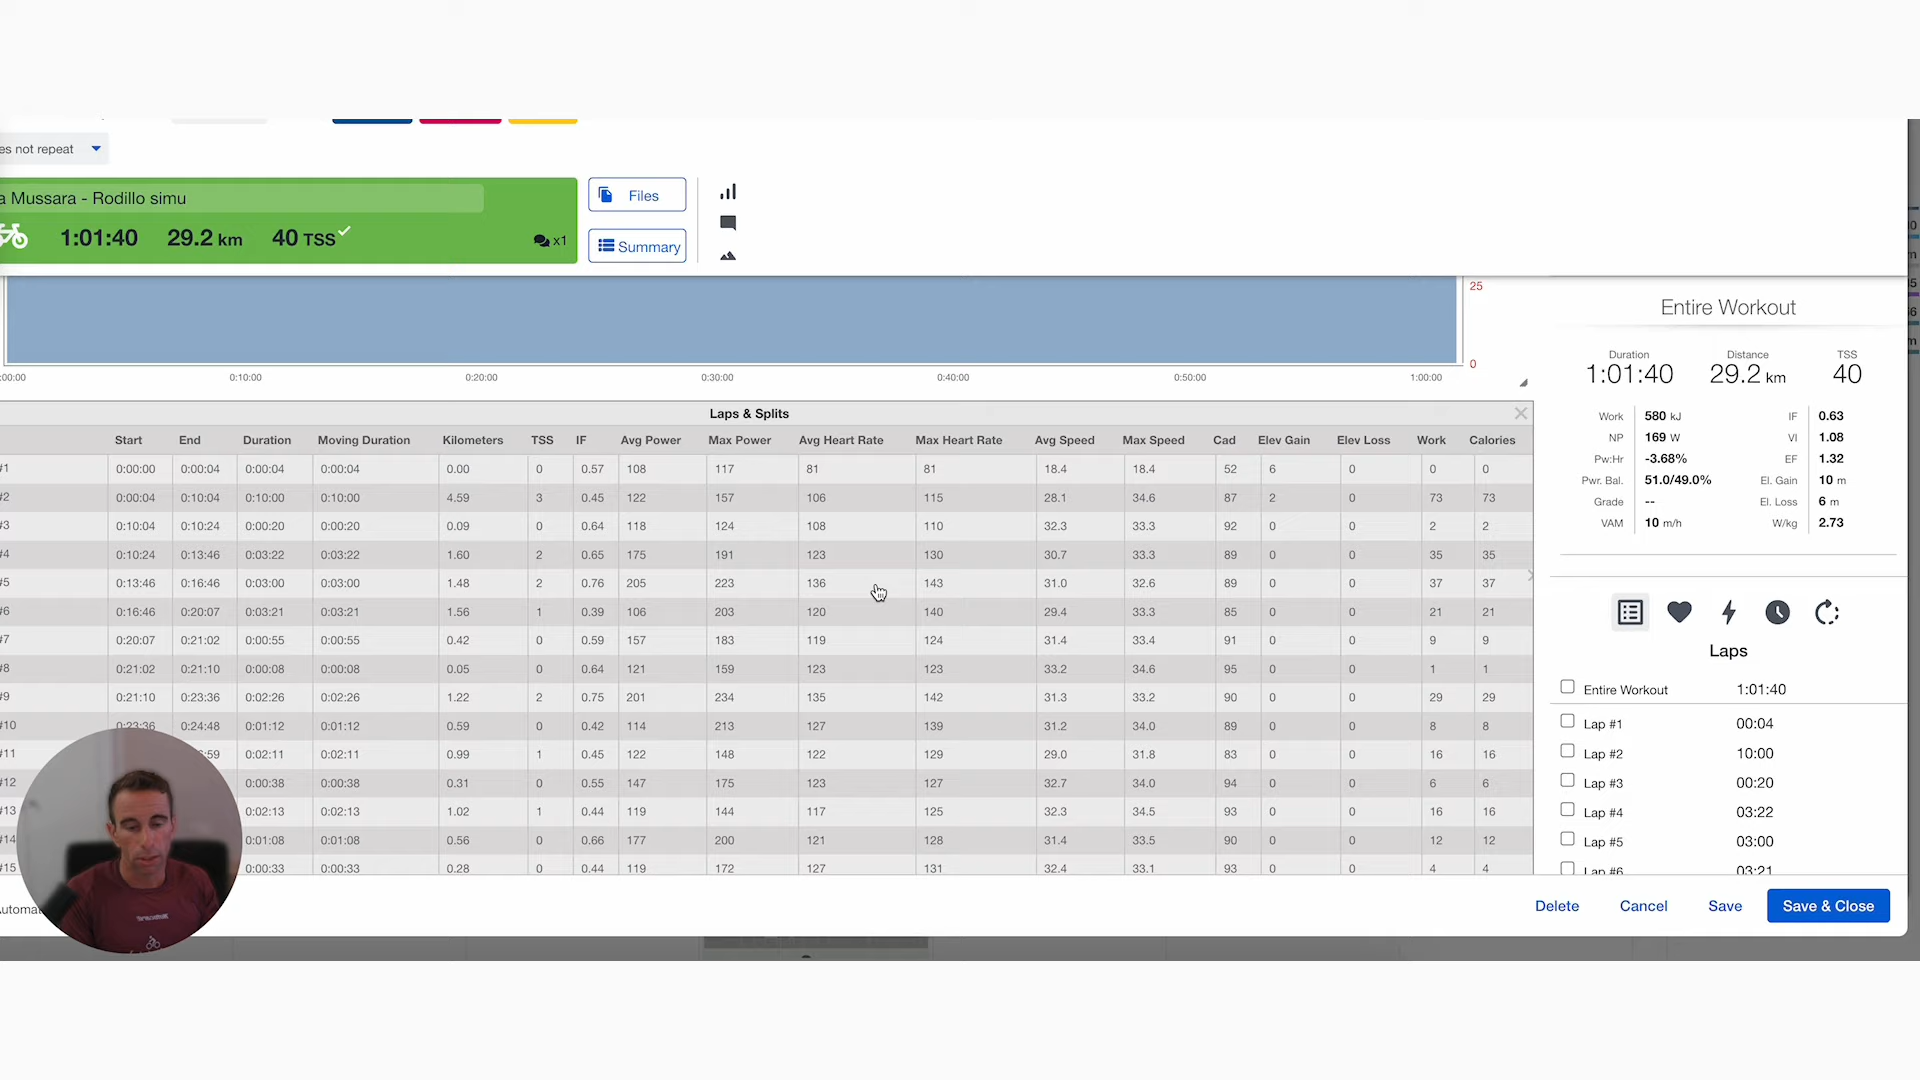 es not repeat
a Mussara - Rodillo simu
1:01:40 29.2 km 40 TSS x1
Files
Summary
25
0
:00:00 0:10:00 0:20:00 0:30:00 0:40:00 0:50:00 1:00:00
Laps & Splits
Start End Duration Moving Duration Kilometers TSS IF Avg Power Max Power Avg Heart Rate Max Heart Rate Avg Speed Max Speed Cad Elev Gain Elev Loss Work Calories
#1 0:00:00 0:00:04 0:00:04 0:00:04 0.00 0 0.57 108 117 81 81 18.4 18.4 52 6 0 0 0
#2 0:00:04 0:10:04 0:10:00 0:10:00 4.59 3 0.45 122 157 106 115 28.1 34.6 87 2 0 73 73
#3 0:10:04 0:10:24 0:00:20 0:00:20 0.09 0 0.64 118 124 108 110 32.3 33.3 92 0 0 2 2
#4 0:10:24 0:13:46 0:03:22 0:03:22 1.60 2 0.65 175 191 123 130 30.7 33.3 89 0 0 35 35
#5 0:13:46 0:16:46 0:03:00 0:03:00 1.48 2 0.76 205 223 136 143 31.0 32.6 89 0 0 37 37
#6 0:16:46 0:20:07 0:03:21 0:03:21 1.56 1 0.39 106 203 120 140 29.4 33.3 85 0 0 21 21
#7 0:20:07 0:21:02 0:00:55 0:00:55 0.42 0 0.59 157 183 119 124 31.4 33.4 91 0 0 9 9
#8 0:21:02 0:21:10 0:00:08 0:00:08 0.05 0 0.64 121 159 123 123 33.2 34.6 95 0 0 1 1
#9 0:21:10 0:23:36 0:02:26 0:02:26 1.22 2 0.75 201 234 135 142 31.3 33.2 90 0 0 29 29
#10 0:23:36 0:24:48 0:01:12 0:01:12 0.59 0 0.42 114 213 127 139 31.2 34.0 89 0 0 8 8
#11 :59 0:02:11 0:02:11 0.99 1 0.45 122 148 122 129 29.0 31.8 83 0 0 16 16
#12 0:00:38 0:00:38 0.31 0 0.55 147 175 123 127 32.7 34.0 94 0 0 6 6
#13 0:02:13 0:02:13 1.02 1 0.44 119 144 117 125 32.3 34.5 93 0 0 16 16
#14 0:01:08 0:01:08 0.56 0 0.66 177 200 121 128 31.4 33.5 90 0 0 12 12
#15 0:00:33 0:00:33 0.28 0 0.44 119 172 127 131 32.4 33.1 93 0 0 4 4
Entire Workout
Duration Distance TSS
1:01:40 29.2 km 40
Work 580 kJ IF 0.63
NP 169 W VI 1.08
Pw:Hr -3.68% EF 1.32
Pwr. Bal. 51.0/49.0% El. Gain 10 m
Grade -- El. Loss 6 m
VAM 10 m/h W/kg 2.73
Laps
Entire Workout 1:01:40
Lap #1 00:04
Lap #2 10:00
Lap #3 00:20
Lap #4 03:22
Lap #5 03:00
Lap #6 03:21
Automa
Delete Cancel Save Save & Close